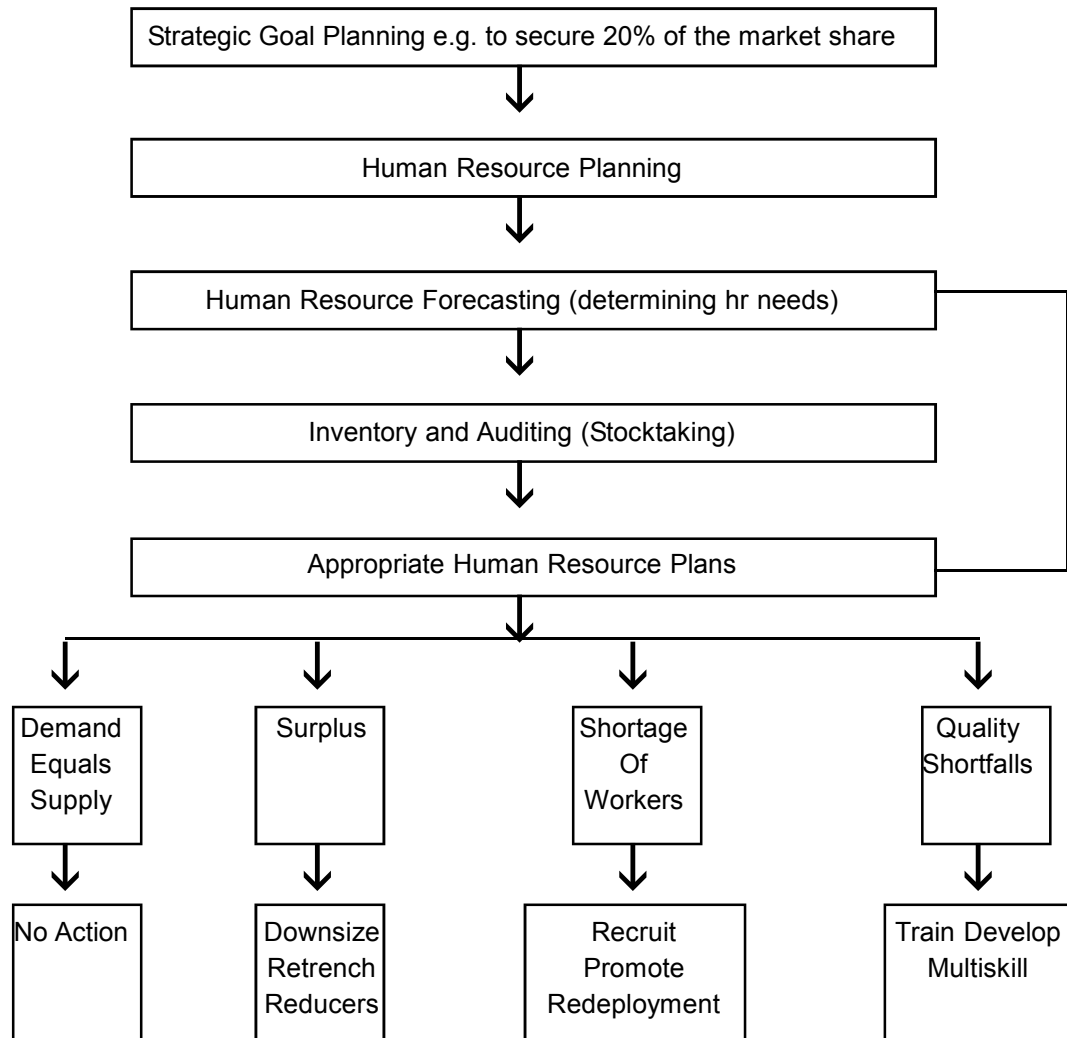 Strategic Goal Planning e.g. to secure 20% of the market share
Human Resource Planning
Human Resource Forecasting (determining hr needs)
Inventory and Auditing (Stocktaking)
Appropriate Human Resource Plans
Demand
Equals
Supply
Surplus
Shortage
Of
Workers
Quality
Shortfalls
No Action
Downsize
Retrench
Reducers
Recruit
Promote
Redeployment
Train Develop
Multiskill